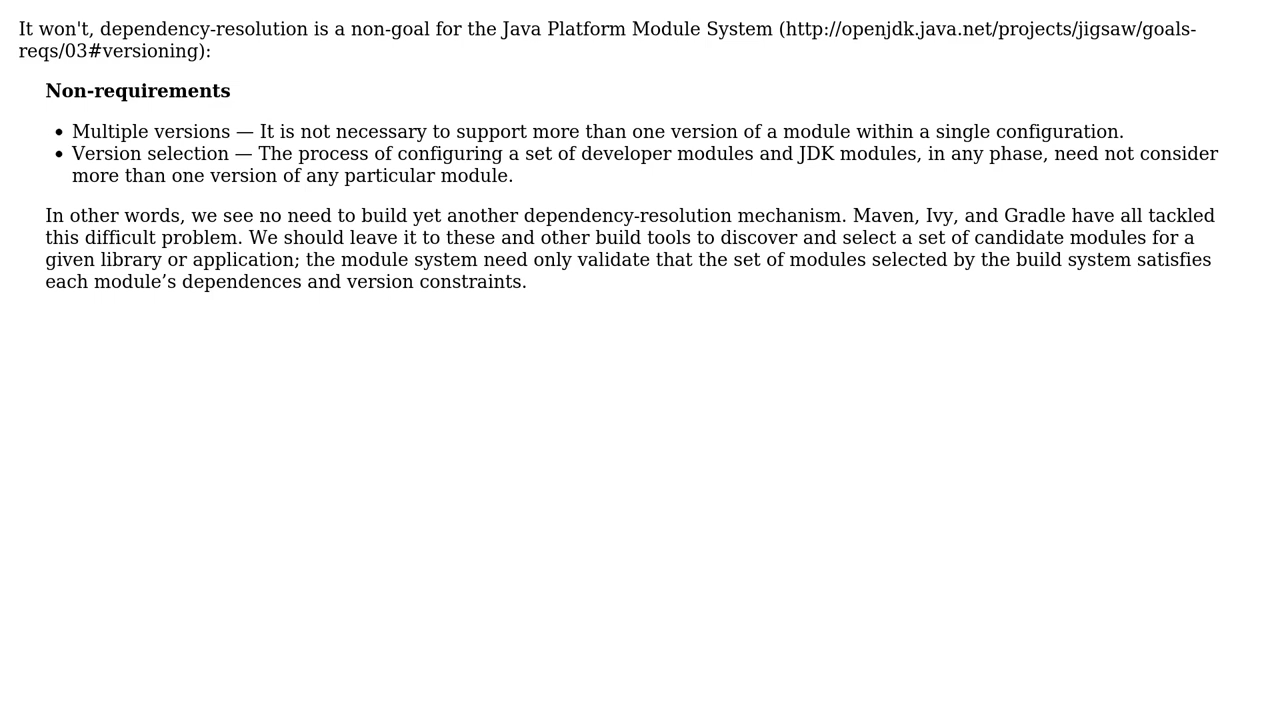 It won't, dependency-resolution is a non-goal for the Java Platform Module System (http://openjdk.java.net/projects/jigsaw/goals-
reqs/03#versioning):
Non-requirements
• Multiple versions — It is not necessary to support more than one version of a module within a single configuration.
• Version selection — The process of configuring a set of developer modules and JDK modules, in any phase, need not consider
more than one version of any particular module.
In other words, we see no need to build yet another dependency-resolution mechanism. Maven, Ivy, and Gradle have all tackled
this difficult problem. We should leave it to these and other build tools to discover and select a set of candidate modules for a
given library or application; the module system need only validate that the set of modules selected by the build system satisfies
each module’s dependences and version constraints.